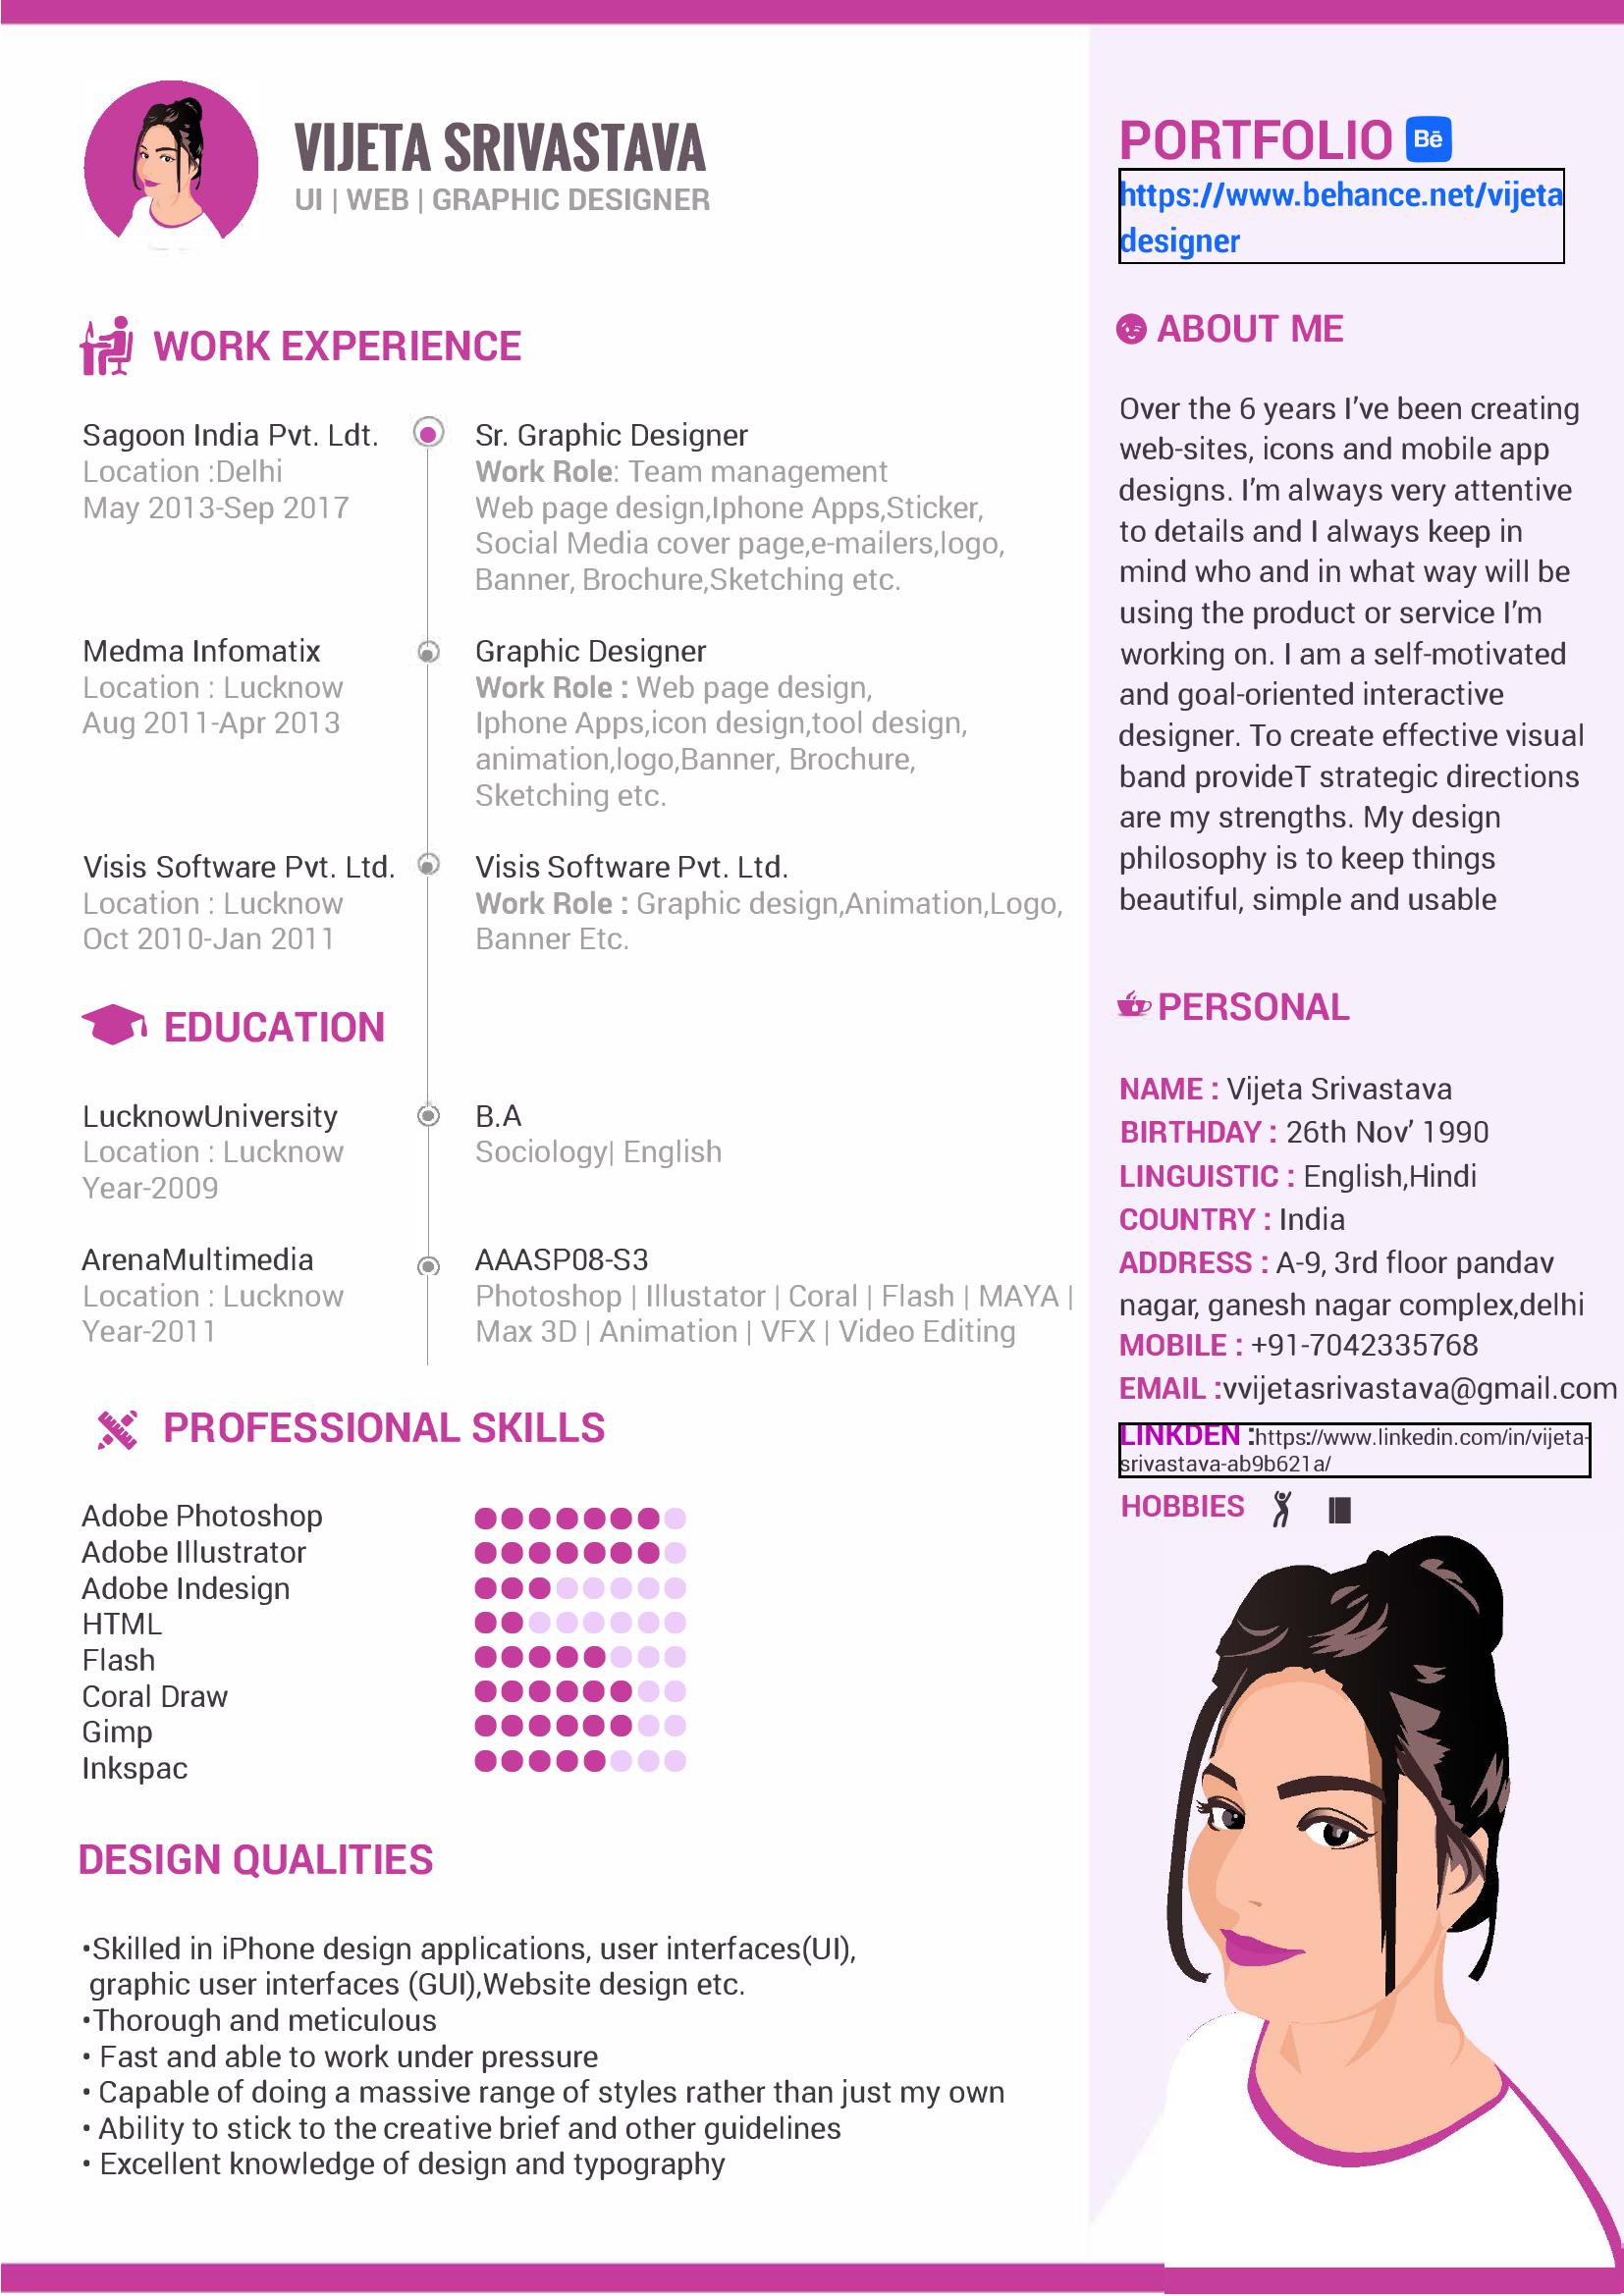 VIJETA SRIVASTAVA
UI | WEB | GRAPHIC DESIGNER
WORK EXPERIENCE
Sagoon India Pvt. Ldt.
Location :Delhi
May 2013-Sep 2017
Sr. Graphic Designer
Work Role: Team management
Web page design,Iphone Apps,Sticker,
Social Media cover page,e-mailers,logo,
Banner, Brochure,Sketching etc.
Medma Infomatix
Location : Lucknow
Aug 2011-Apr 2013
Graphic Designer
Work Role : Web page design,
Iphone Apps,icon design,tool design,
animation,logo,Banner, Brochure,
Sketching etc.
Visis Software Pvt. Ltd.
Location : Lucknow
Oct 2010-Jan 2011
Visis Software Pvt. Ltd.
Work Role : Graphic design,Animation,Logo,
Banner Etc.
EDUCATION
LucknowUniversity
Location : Lucknow
Year-2009
B.A
Sociology| English
ArenaMultimedia
Location : Lucknow
Year-2011
AAASP08-S3
Photoshop | Illustator | Coral | Flash | MAYA |
Max 3D | Animation | VFX | Video Editing
PROFESSIONAL SKILLS
Adobe Photoshop
Adobe Illustrator
Adobe Indesign
HTML
Flash
Coral Draw
Gimp
Inkspac
DESIGN QUALITIES
•Skilled in iPhone design applications, user interfaces(UI),
graphic user interfaces (GUI),Website design etc.
•Thorough and meticulous
• Fast and able to work under pressure
• Capable of doing a massive range of styles rather than just my own
• Ability to stick to the creative brief and other guidelines
• Excellent knowledge of design and typography
PORTFOLIO Bē
https://www.behance.net/vijeta
designer
ABOUT ME
Over the 6 years I’ve been creating
web-sites, icons and mobile app
designs. I’m always very attentive
to details and I always keep in
mind who and in what way will be
using the product or service I’m
working on. I am a self-motivated
and goal-oriented interactive
designer. To create effective visual
band provideT strategic directions
are my strengths. My design
philosophy is to keep things
beautiful, simple and usable
PERSONAL
NAME : Vijeta Srivastava
BIRTHDAY : 26th Nov’ 1990
LINGUISTIC : English,Hindi
COUNTRY : India
ADDRESS : A-9, 3rd floor pandav
nagar, ganesh nagar complex,delhi
MOBILE : +91-7042335768
EMAIL :vvijetasrivastava@gmail.com
LINKDEN :https://www.linkedin.com/in/vijeta-
srivastava-ab9b621a/
HOBBIES